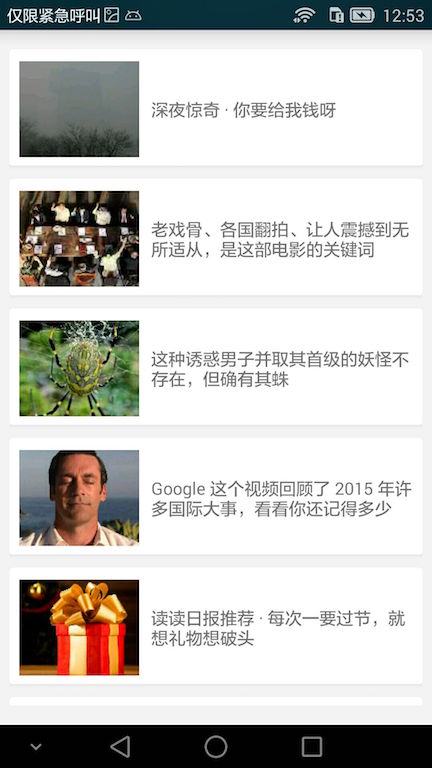 仅限紧急呼叫 12:53
深夜惊奇 · 你要给我钱呀
老戏骨、各国翻拍、让人震撼到无
所适从，是这部电影的关键词
这种诱惑男子并取其首级的妖怪不
存在，但确有其蛛
Google 这个视频回顾了 2015 年许
多国际大事，看看你还记得多少
读读日报推荐 · 每次一要过节，就
想礼物想破头